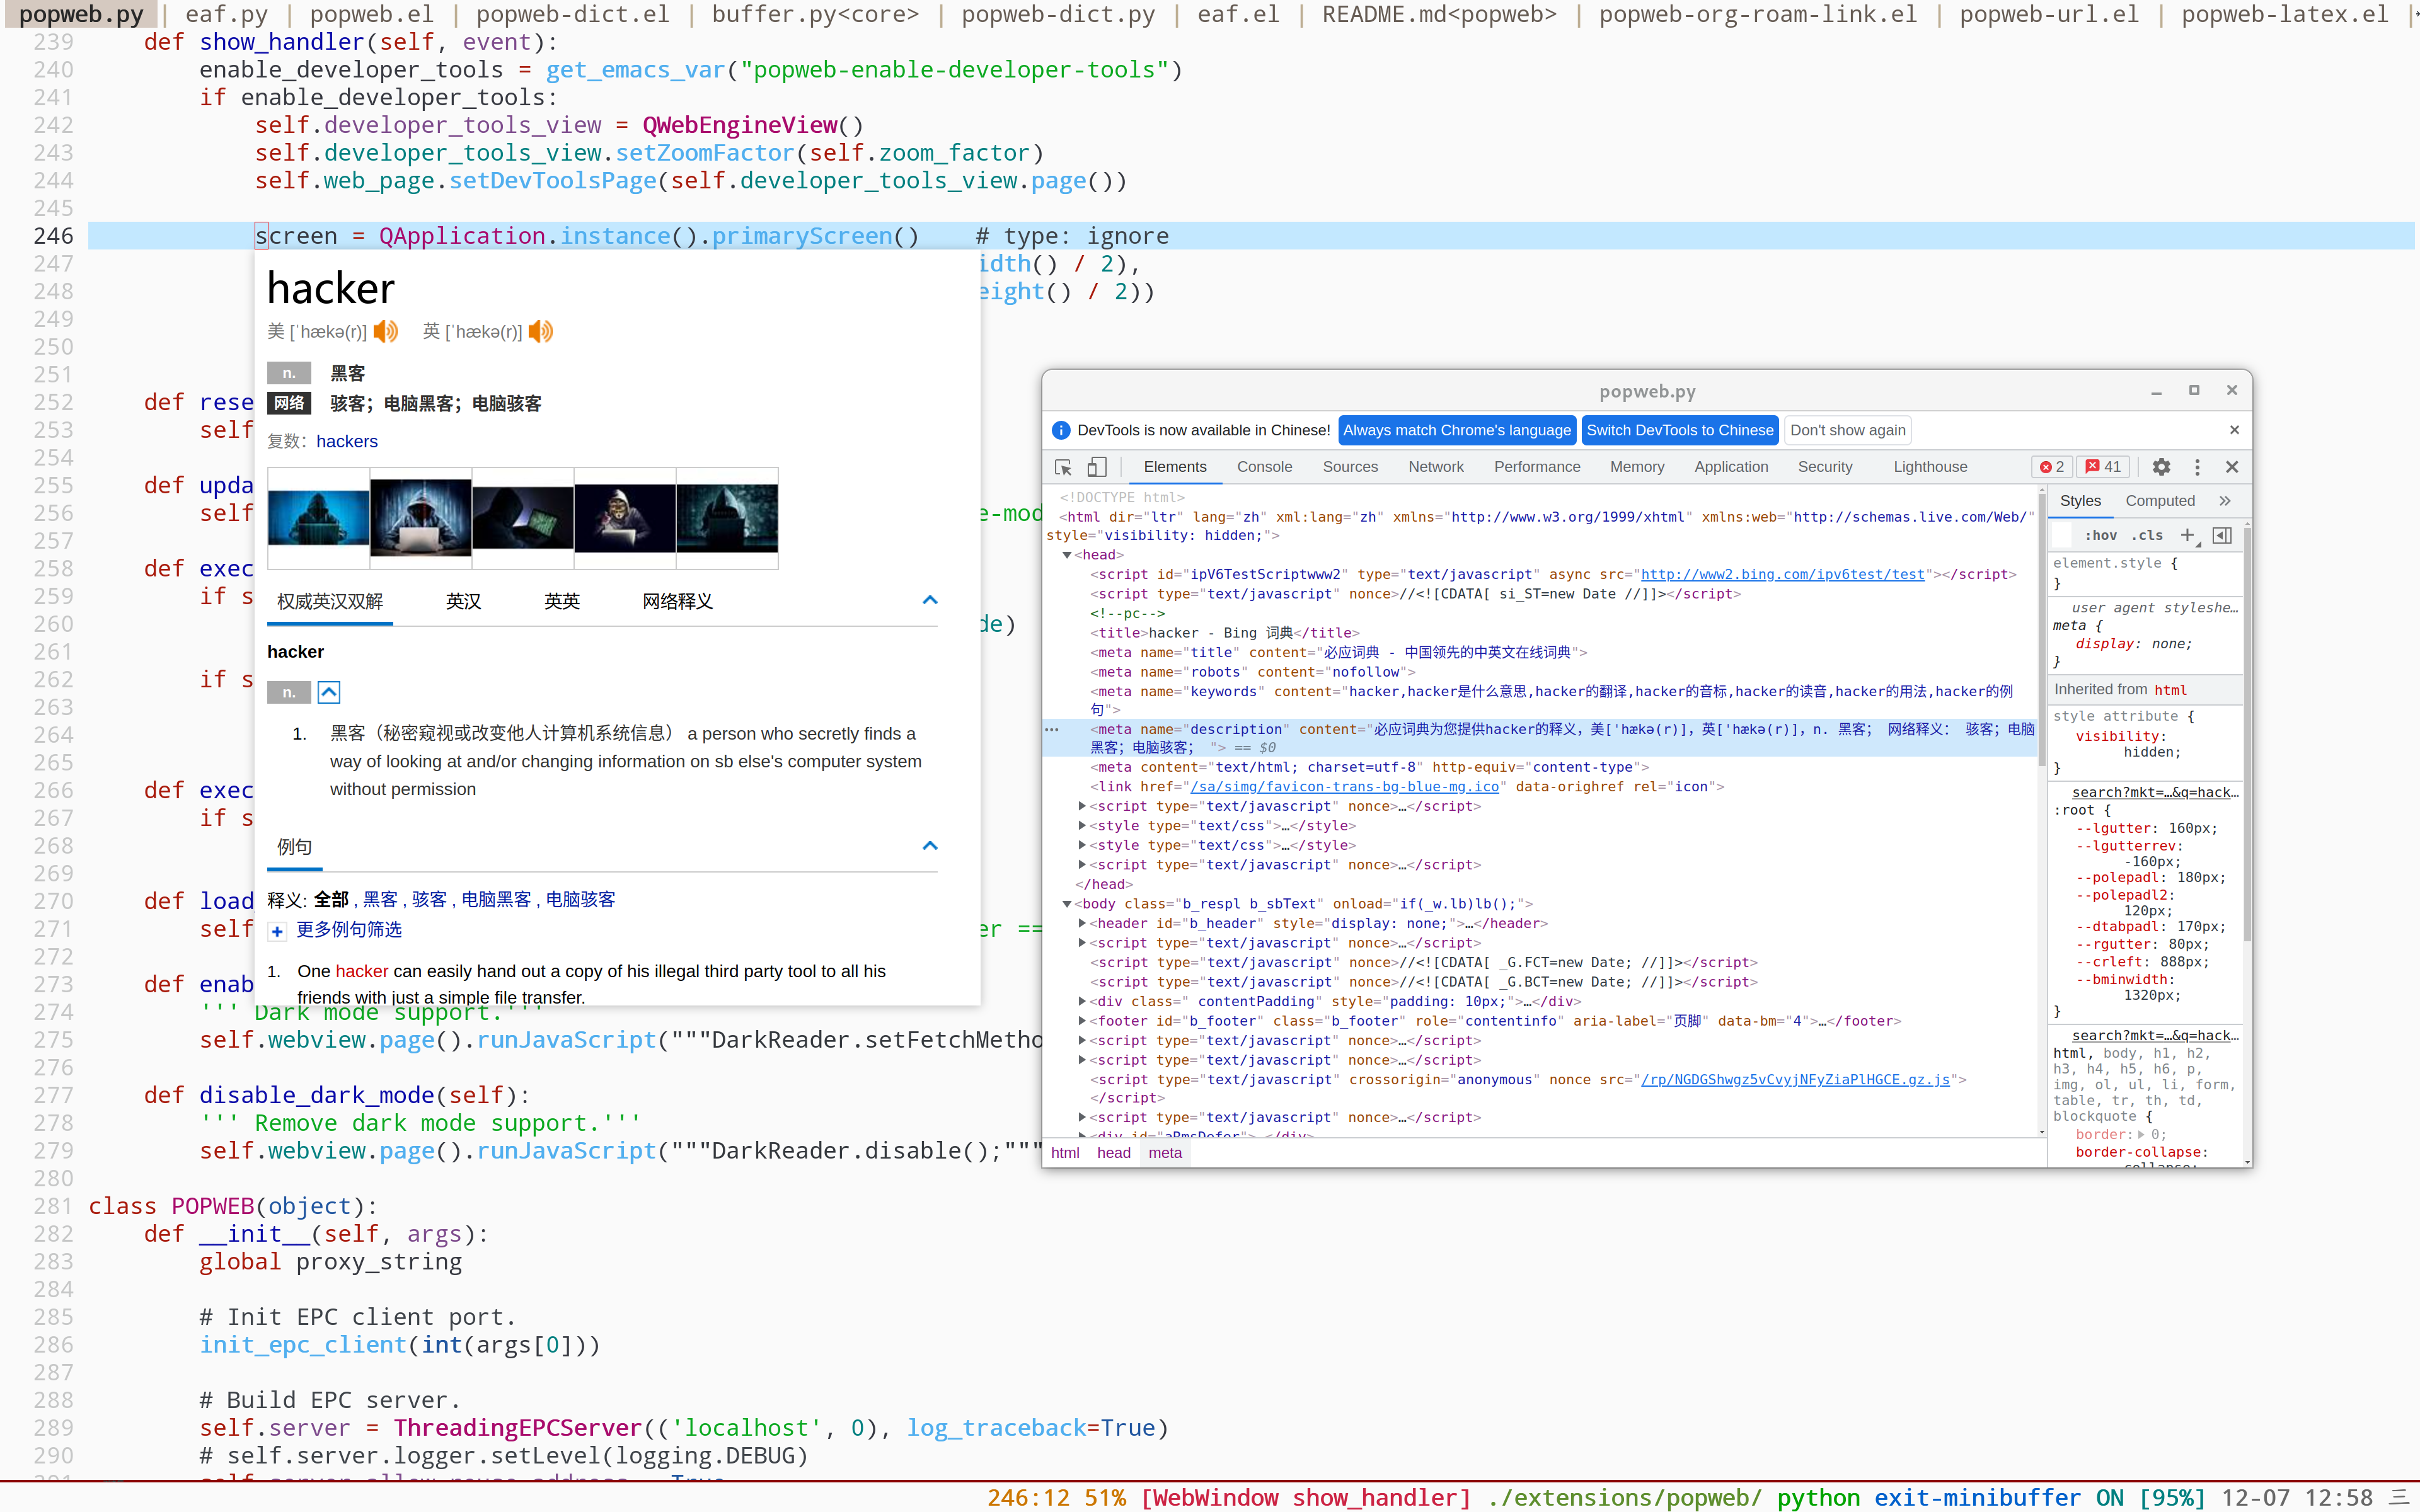 popweb.py | eaf.py | popweb.el | popweb-dict.el | buffer.py<core> | popweb-dict.py | eaf.el | README.md<popweb> | popweb-org-roam-link.el | popweb-url.el | popweb-latex.el |
239 def show_handler(self, event):
240 enable_developer_tools = get_emacs_var("popweb-enable-developer-tools")
241 if enable_developer_tools:
242 self.developer_tools_view = QWebEngineView()
243 self.developer_tools_view.setZoomFactor(self.zoom_factor)
244 self.web_page.setDevToolsPage(self.developer_tools_view.page())
245
246 screen = QApplication.instance().primaryScreen() # type: ignore
247 idth() / 2),
248 eight() / 2))
249
250
251
252 def rese
253 self
254
255 def upda
256 self e-mod
257
258 def exec
259 if s
260 de)
261
262 if s
263
264
265
266 def exec
267 if s
268
269
270 def load
271 self er ==
272
273 def enab
274 ''' Dark mode support.'''
275 self.webview.page().runJavaScript("""DarkReader.setFetchMetho
276
277 def disable_dark_mode(self):
278 ''' Remove dark mode support.'''
279 self.webview.page().runJavaScript("""DarkReader.disable();"""
280
281 class POPWEB(object):
282 def __init__(self, args):
283 global proxy_string
284
285 # Init EPC client port.
286 init_epc_client(int(args[0]))
287
288 # Build EPC server.
289 self.server = ThreadingEPCServer(('localhost', 0), log_traceback=True)
290 # self.server.logger.setLevel(logging.DEBUG)
hacker
美 [ˈhækə(r)] 英 [ˈhækə(r)]
n. 黑客
网络 骇客；电脑黑客；电脑骇客
复数：hackers
权威英汉双解 英汉 英英 网络释义
hacker
n.
1. 黑客（秘密窥视或改变他人计算机系统信息） a person who secretly finds a
way of looking at and/or changing information on sb else's computer system
without permission
例句
释义: 全部 , 黑客 , 骇客 , 电脑黑客 , 电脑骇客
更多例句筛选
1. One hacker can easily hand out a copy of his illegal third party tool to all his
friends with just a simple file transfer.
popweb.py
DevTools is now available in Chinese! Always match Chrome's language Switch DevTools to Chinese Don't show again
Elements Console Sources Network Performance Memory Application Security Lighthouse 2 41
<!DOCTYPE html>
<html dir="ltr" lang="zh" xml:lang="zh" xmlns="http://www.w3.org/1999/xhtml" xmlns:web="http://schemas.live.com/Web/"
style="visibility: hidden;">
<head>
<script id="ipV6TestScriptwww2" type="text/javascript" async src="http://www2.bing.com/ipv6test/test"></script>
<script type="text/javascript" nonce>//<![CDATA[ si_ST=new Date //]]></script>
<!--pc-->
<title>hacker - Bing 词典</title>
<meta name="title" content="必应词典 - 中国领先的中英文在线词典">
<meta name="robots" content="nofollow">
<meta name="keywords" content="hacker,hacker是什么意思,hacker的翻译,hacker的音标,hacker的读音,hacker的用法,hacker的例
句">
<meta name="description" content="必应词典为您提供hacker的释义，美[ˈhækə(r)]，英[ˈhækə(r)]，n. 黑客； 网络释义： 骇客；电脑
黑客；电脑骇客； "> == $0
<meta content="text/html; charset=utf-8" http-equiv="content-type">
<link href="/sa/simg/favicon-trans-bg-blue-mg.ico" data-orighref rel="icon">
<script type="text/javascript" nonce>…</script>
<style type="text/css">…</style>
<style type="text/css">…</style>
<script type="text/javascript" nonce>…</script>
</head>
<body class="b_respl b_sbText" onload="if(_w.lb)lb();">
<header id="b_header" style="display: none;">…</header>
<script type="text/javascript" nonce>…</script>
<script type="text/javascript" nonce>//<![CDATA[ _G.FCT=new Date; //]]></script>
<script type="text/javascript" nonce>//<![CDATA[ _G.BCT=new Date; //]]></script>
<div class=" contentPadding" style="padding: 10px;">…</div>
<footer id="b_footer" class="b_footer" role="contentinfo" aria-label="页脚" data-bm="4">…</footer>
<script type="text/javascript" nonce>…</script>
<script type="text/javascript" nonce>…</script>
<script type="text/javascript" crossorigin="anonymous" nonce src="/rp/NGDGShwgz5vCvyjNFyZiaPlHGCE.gz.js">
</script>
<script type="text/javascript" nonce>…</script>
html head meta
Styles Computed
:hov .cls
element.style {
}
user agent styleshe…
meta {
display: none;
}
Inherited from html
style attribute {
visibility:
hidden;
}
search?mkt=…&q=hack…
:root {
--lgutter: 160px;
--lgutterrev:
-160px;
--polepadl: 180px;
--polepadl2:
120px;
--dtabpadl: 170px;
--rgutter: 80px;
--crleft: 888px;
--bminwidth:
1320px;
}
search?mkt=…&q=hack…
html, body, h1, h2,
h3, h4, h5, h6, p,
img, ol, ul, li, form,
table, tr, th, td,
blockquote {
border: 0;
border-collapse:
246:12 51% [WebWindow show_handler] ./extensions/popweb/ python exit-minibuffer ON [95%] 12-07 12:58 三